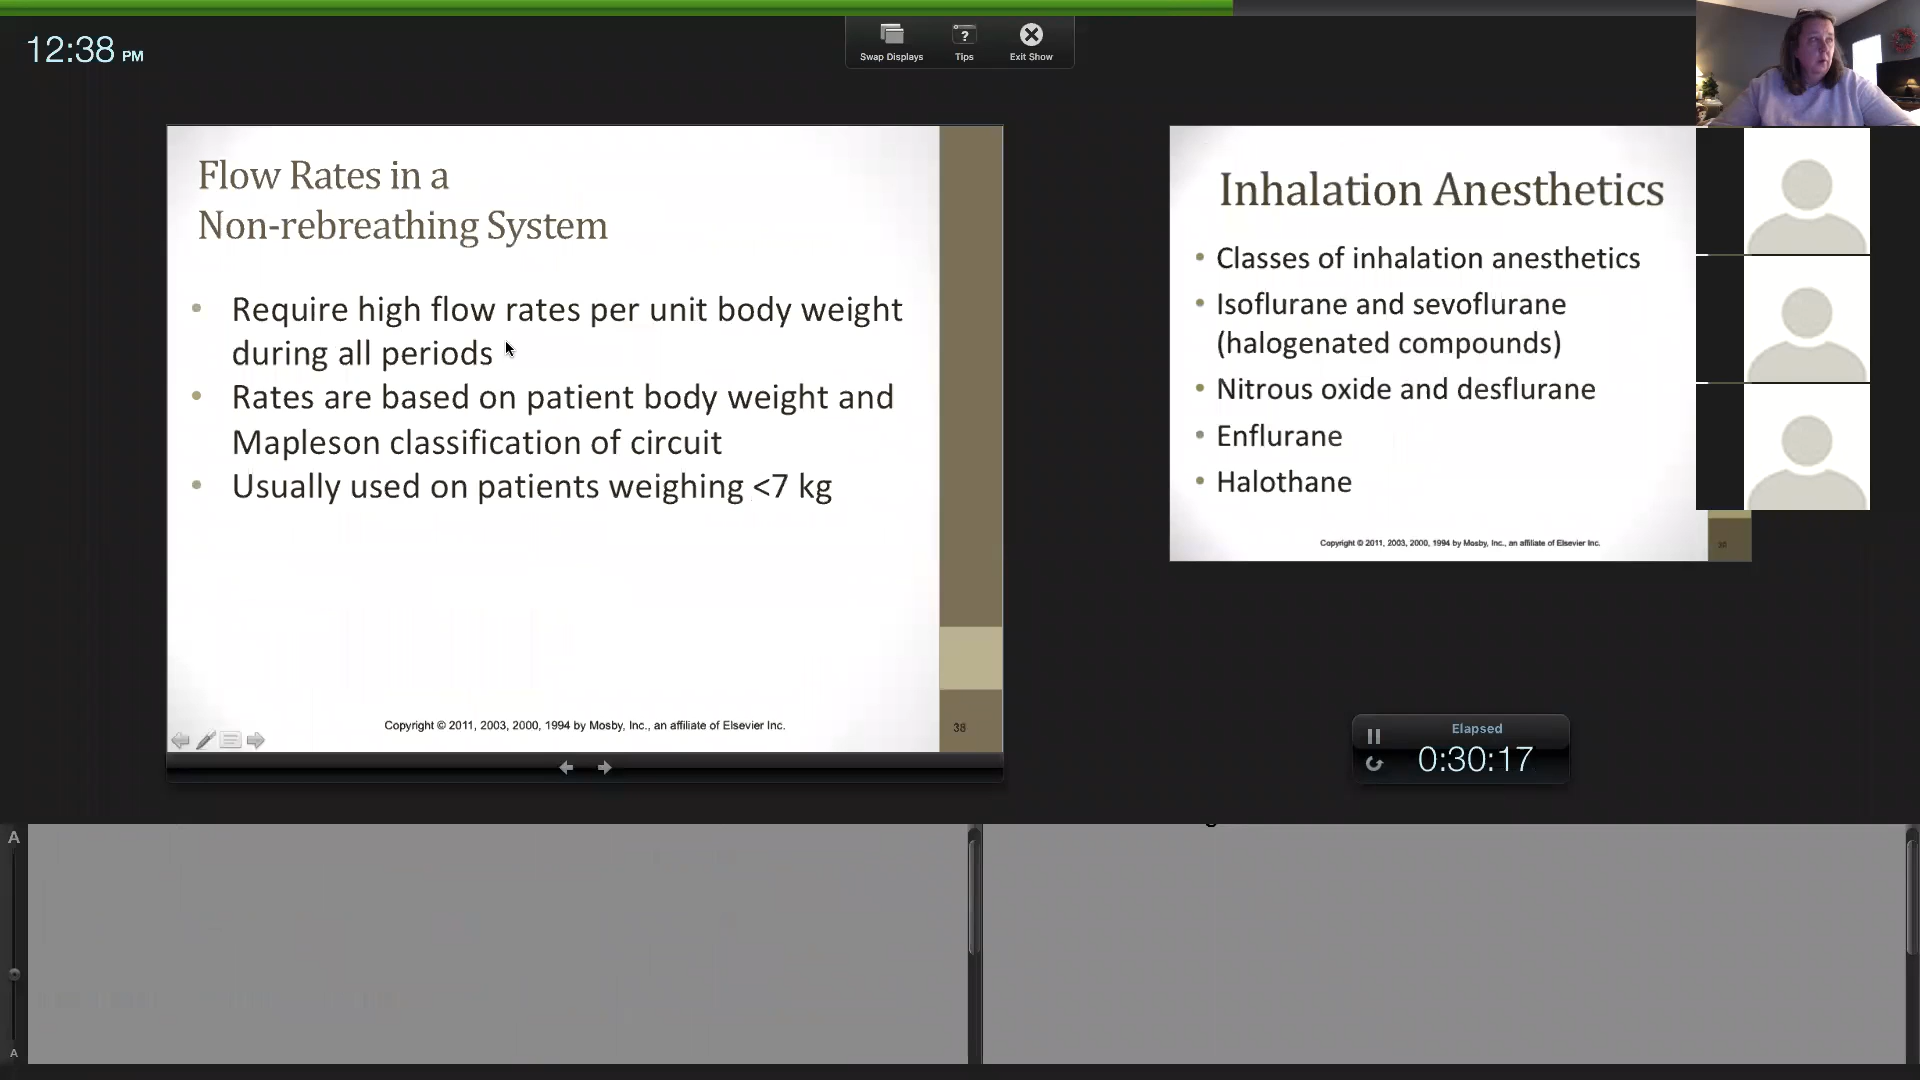 12:38 PM
Swap Displays
Tips
Exit Show
Flow Rates in a
Non-rebreathing System
• Require high flow rates per unit body weight
during all periods
• Rates are based on patient body weight and
Mapleson classification of circuit
• Usually used on patients weighing <7 kg
Copyright © 2011, 2003, 2000, 1994 by Mosby, Inc., an affiliate of Elsevier Inc.
Inhalation Anesthetics
• Classes of inhalation anesthetics
• Isoflurane and sevoflurane
(halogenated compounds)
• Nitrous oxide and desflurane
• Enflurane
• Halothane
Copyright © 2011, 2003, 2000, 1994 by Mosby, Inc., an affiliate of Elsevier Inc.
Elapsed
0:30:17
A
A